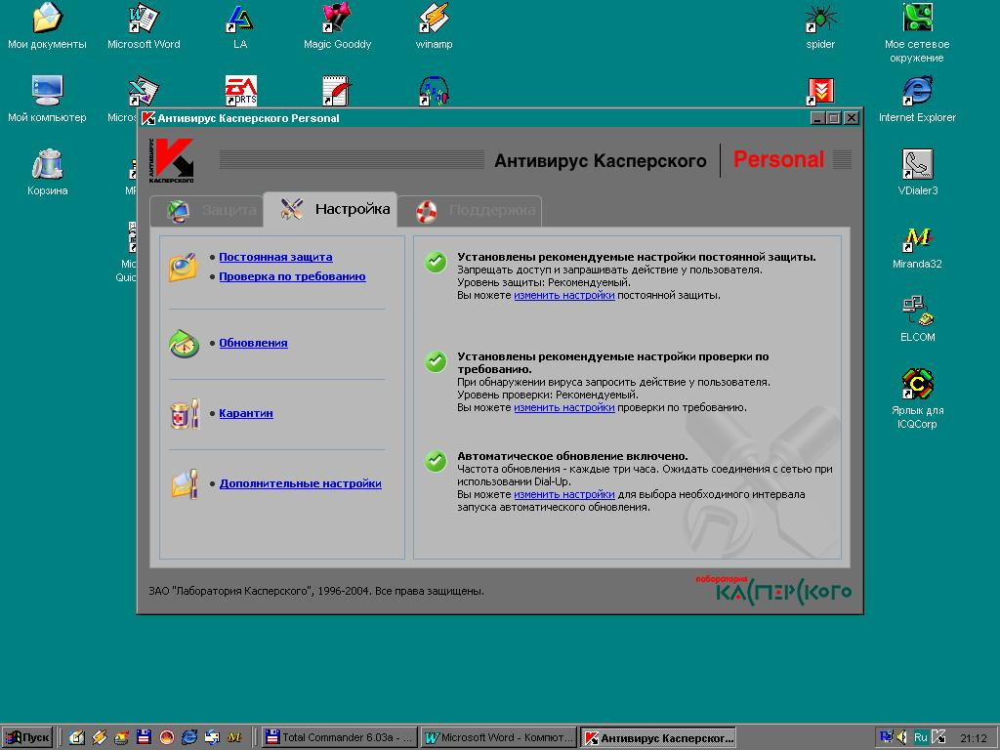 Мои документы
Microsoft Word
LA
Magic Gooddy
winamp
spider
Мое сетевое
окружение
Мой компьютер
Internet Explorer
Корзина
VDialer3
Miranda32
ELCOM
Ярлык для
ICQCorp
Антивирус Касперского Personal
АНТИВИРУС
КАСПЕРСКОГО
Антивирус Касперского Personal
Защита
Настройка
Поддержка
Постоянная защита
Проверка по требованию
Обновления
Карантин
Дополнительные настройки
Установлены рекомендуемые настройки постоянной защиты.
Запрещать доступ и запрашивать действие у пользователя.
Уровень защиты: Рекомендуемый.
Вы можете изменить настройки постоянной защиты.
Установлены рекомендуемые настройки проверки по
требованию.
При обнаружении вируса запросить действие у пользователя.
Уровень проверки: Рекомендуемый.
Вы можете изменить настройки проверки по требованию.
Автоматическое обновление включено.
Частота обновления - каждые три часа. Ожидать соединения с сетью при
использовании Dial-Up.
Вы можете изменить настройки для выбора необходимого интервала
запуска автоматического обновления.
ЗАО "Лаборатория Касперского", 1996-2004. Все права защищены.
лаборатория
КАСПЕРСКОГО
Пуск
Total Commander 6.03a - ...
Microsoft Word - Компют...
Антивирус Касперског...
Ru
21:12